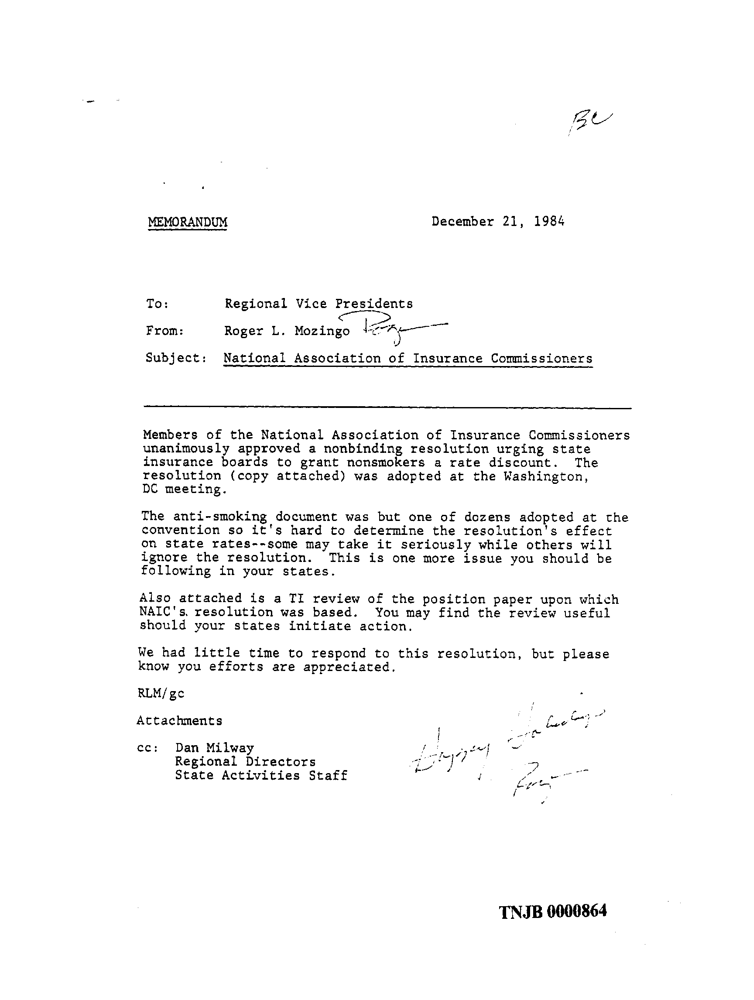 BC
MEMORANDUM December 21, 1984
To: Regional Vice Presidents
From: Roger L. Mozingo Roger
Subject: National Association of Insurance Commissioners
Members of the National Association of Insurance Commissioners
unanimously approved a nonbinding resolution urging state
insurance boards to grant nonsmokers a rate discount. The
resolution (copy attached) was adopted at the Washington,
DC meeting.
The anti-smoking document was but one of dozens adopted at the
convention so it's hard to determine the resolution's effect
on state rates--some may take it seriously while others will
ignore the resolution. This is one more issue you should be
following in your states.
Also attached is a TI review of the position paper upon which
NAIC's. resolution was based. You may find the review useful
should your states initiate action.
We had little time to respond to this resolution, but please
know you efforts are appreciated.
RLM/gc
Attachments
cc: Dan Milway
Regional Directors
State Activities Staff
Happy Holidays
Roger
TNJB 0000864